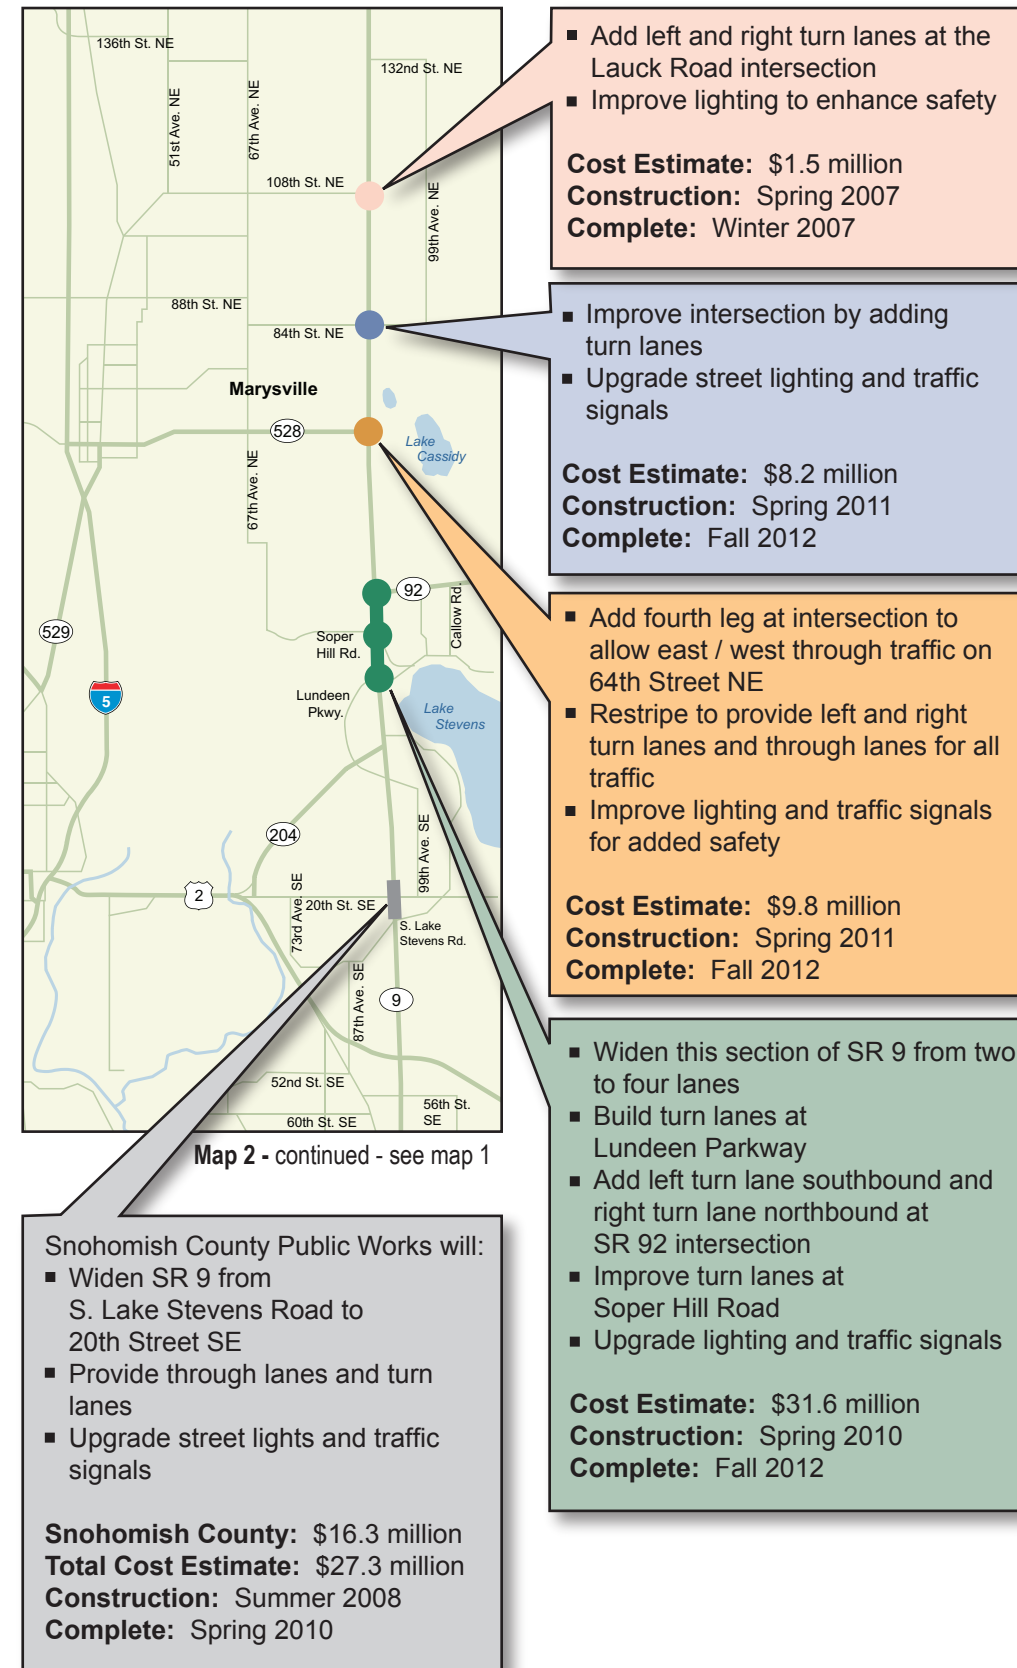 136th St. NE
132nd St. NE
51st Ave. NE
67th Ave. NE
108th St. NE
99th Ave. NE
88th St. NE
84th St. NE
Marysville
528
Lake
Cassidy
67th Ave. NE
92
Callow Rd.
529
Soper
Hill Rd.
5
Lundeen
Pkwy.
Lake
Stevens
204
99th Ave. SE
2
73rd Ave. SE
20th St. SE
S. Lake
Stevens Rd.
87th Ave. SE
9
52nd St. SE
56th St.
SE
60th St. SE
Map 2 - continued - see map 1
▪ Add left and right turn lanes at the
Lauck Road intersection
▪ Improve lighting to enhance safety
Cost Estimate: $1.5 million
Construction: Spring 2007
Complete: Winter 2007
▪ Improve intersection by adding
turn lanes
▪ Upgrade street lighting and traffic
signals
Cost Estimate: $8.2 million
Construction: Spring 2011
Complete: Fall 2012
▪ Add fourth leg at intersection to
allow east / west through traffic on
64th Street NE
▪ Restripe to provide left and right
turn lanes and through lanes for all
traffic
▪ Improve lighting and traffic signals
for added safety
Cost Estimate: $9.8 million
Construction: Spring 2011
Complete: Fall 2012
▪ Widen this section of SR 9 from two
to four lanes
▪ Build turn lanes at
Lundeen Parkway
▪ Add left turn lane southbound and
right turn lane northbound at
SR 92 intersection
▪ Improve turn lanes at
Soper Hill Road
▪ Upgrade lighting and traffic signals
Cost Estimate: $31.6 million
Construction: Spring 2010
Complete: Fall 2012
Snohomish County Public Works will:
▪ Widen SR 9 from
S. Lake Stevens Road to
20th Street SE
▪ Provide through lanes and turn
lanes
▪ Upgrade street lights and traffic
signals
Snohomish County: $16.3 million
Total Cost Estimate: $27.3 million
Construction: Summer 2008
Complete: Spring 2010